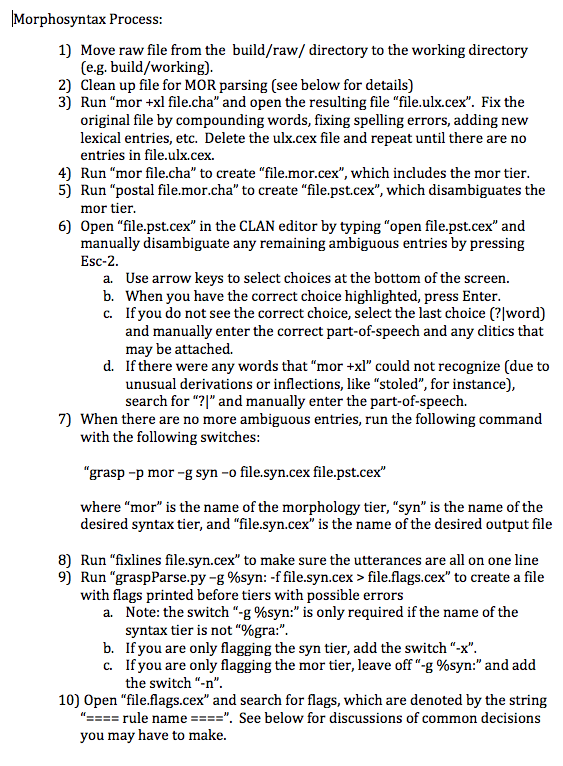 Morphosyntax Process:
1) Move raw file from the build/raw/ directory to the working directory
(e.g. build/working).
2) Clean up file for MOR parsing (see below for details)
3) Run “mor +xl file.cha” and open the resulting file “file.ulx.cex”. Fix the
original file by compounding words, fixing spelling errors, adding new
lexical entries, etc. Delete the ulx.cex file and repeat until there are no
entries in file.ulx.cex.
4) Run “mor file.cha” to create “file.mor.cex”, which includes the mor tier.
5) Run “postal file.mor.cha” to create “file.pst.cex”, which disambiguates the
mor tier.
6) Open “file.pst.cex” in the CLAN editor by typing “open file.pst.cex” and
manually disambiguate any remaining ambiguous entries by pressing
Esc-2.
a. Use arrow keys to select choices at the bottom of the screen.
b. When you have the correct choice highlighted, press Enter.
c. If you do not see the correct choice, select the last choice (?|word)
and manually enter the correct part-of-speech and any clitics that
may be attached.
d. If there were any words that “mor +xl” could not recognize (due to
unusual derivations or inflections, like “stoled”, for instance),
search for “?|” and manually enter the part-of-speech.
7) When there are no more ambiguous entries, run the following command
with the following switches:
“grasp –p mor –g syn –o file.syn.cex file.pst.cex”
where “mor” is the name of the morphology tier, “syn” is the name of the
desired syntax tier, and “file.syn.cex” is the name of the desired output file
8) Run “fixlines file.syn.cex” to make sure the utterances are all on one line
9) Run “graspParse.py –g %syn: -f file.syn.cex > file.flags.cex” to create a file
with flags printed before tiers with possible errors
a. Note: the switch “-g %syn:” is only required if the name of the
syntax tier is not “%gra:”.
b. If you are only flagging the syn tier, add the switch “-x”.
c. If you are only flagging the mor tier, leave off “-g %syn:” and add
the switch “-n”.
10) Open “file.flags.cex” and search for flags, which are denoted by the string
“==== rule name ====”. See below for discussions of common decisions
you may have to make.